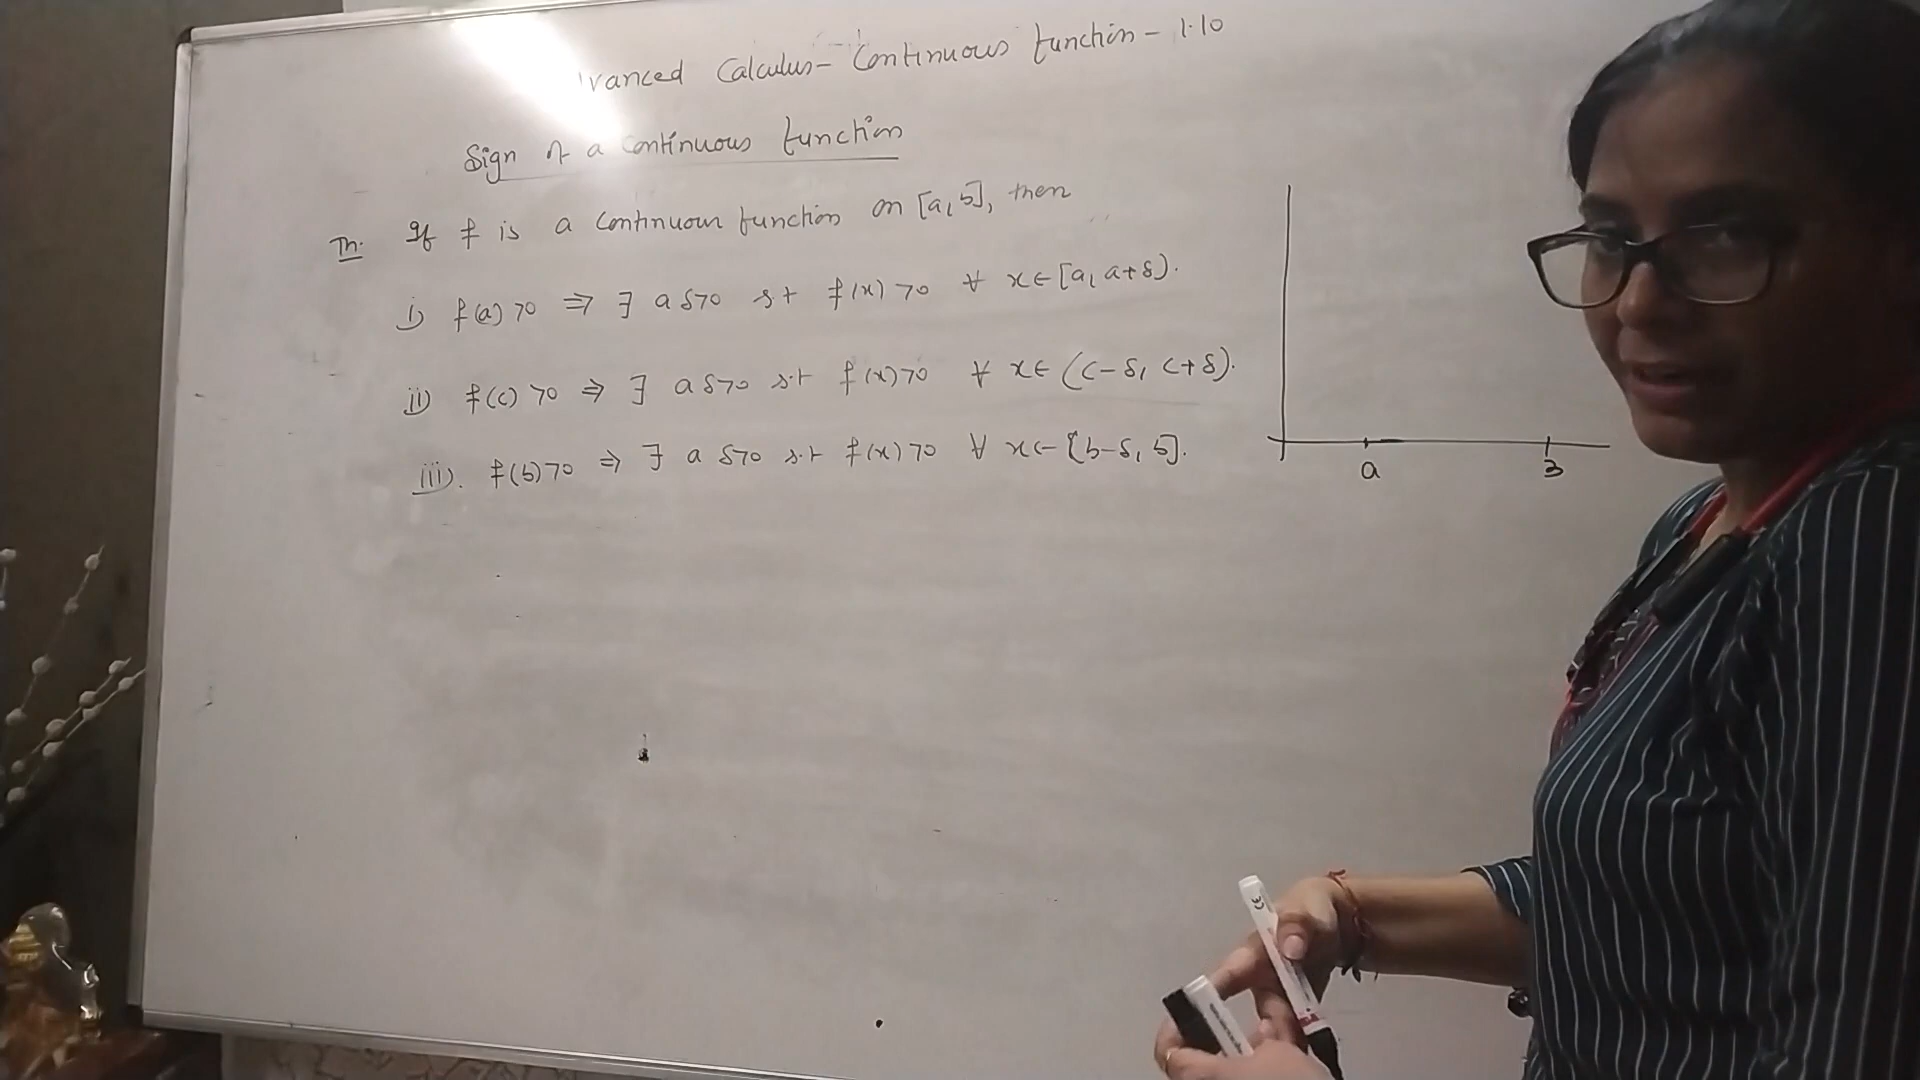 vanced Calculus - Continuous function - 1.10
Sign of a continuous function
Th. If f is a continuous function on [a, b], then
i) f(a) >0 ⇒ ∃ a δ>0 s.t f(x) >0 ∀ x∈[a, a+δ).
ii) f(c) >0 ⇒ ∃ a δ>0 s.t f(x)>0 ∀ x∈ (c-δ, c+δ).
iii). f(b)>0 ⇒ ∃ a δ>0 s.t f(x)>0 ∀ x∈ [b-δ, b].
a